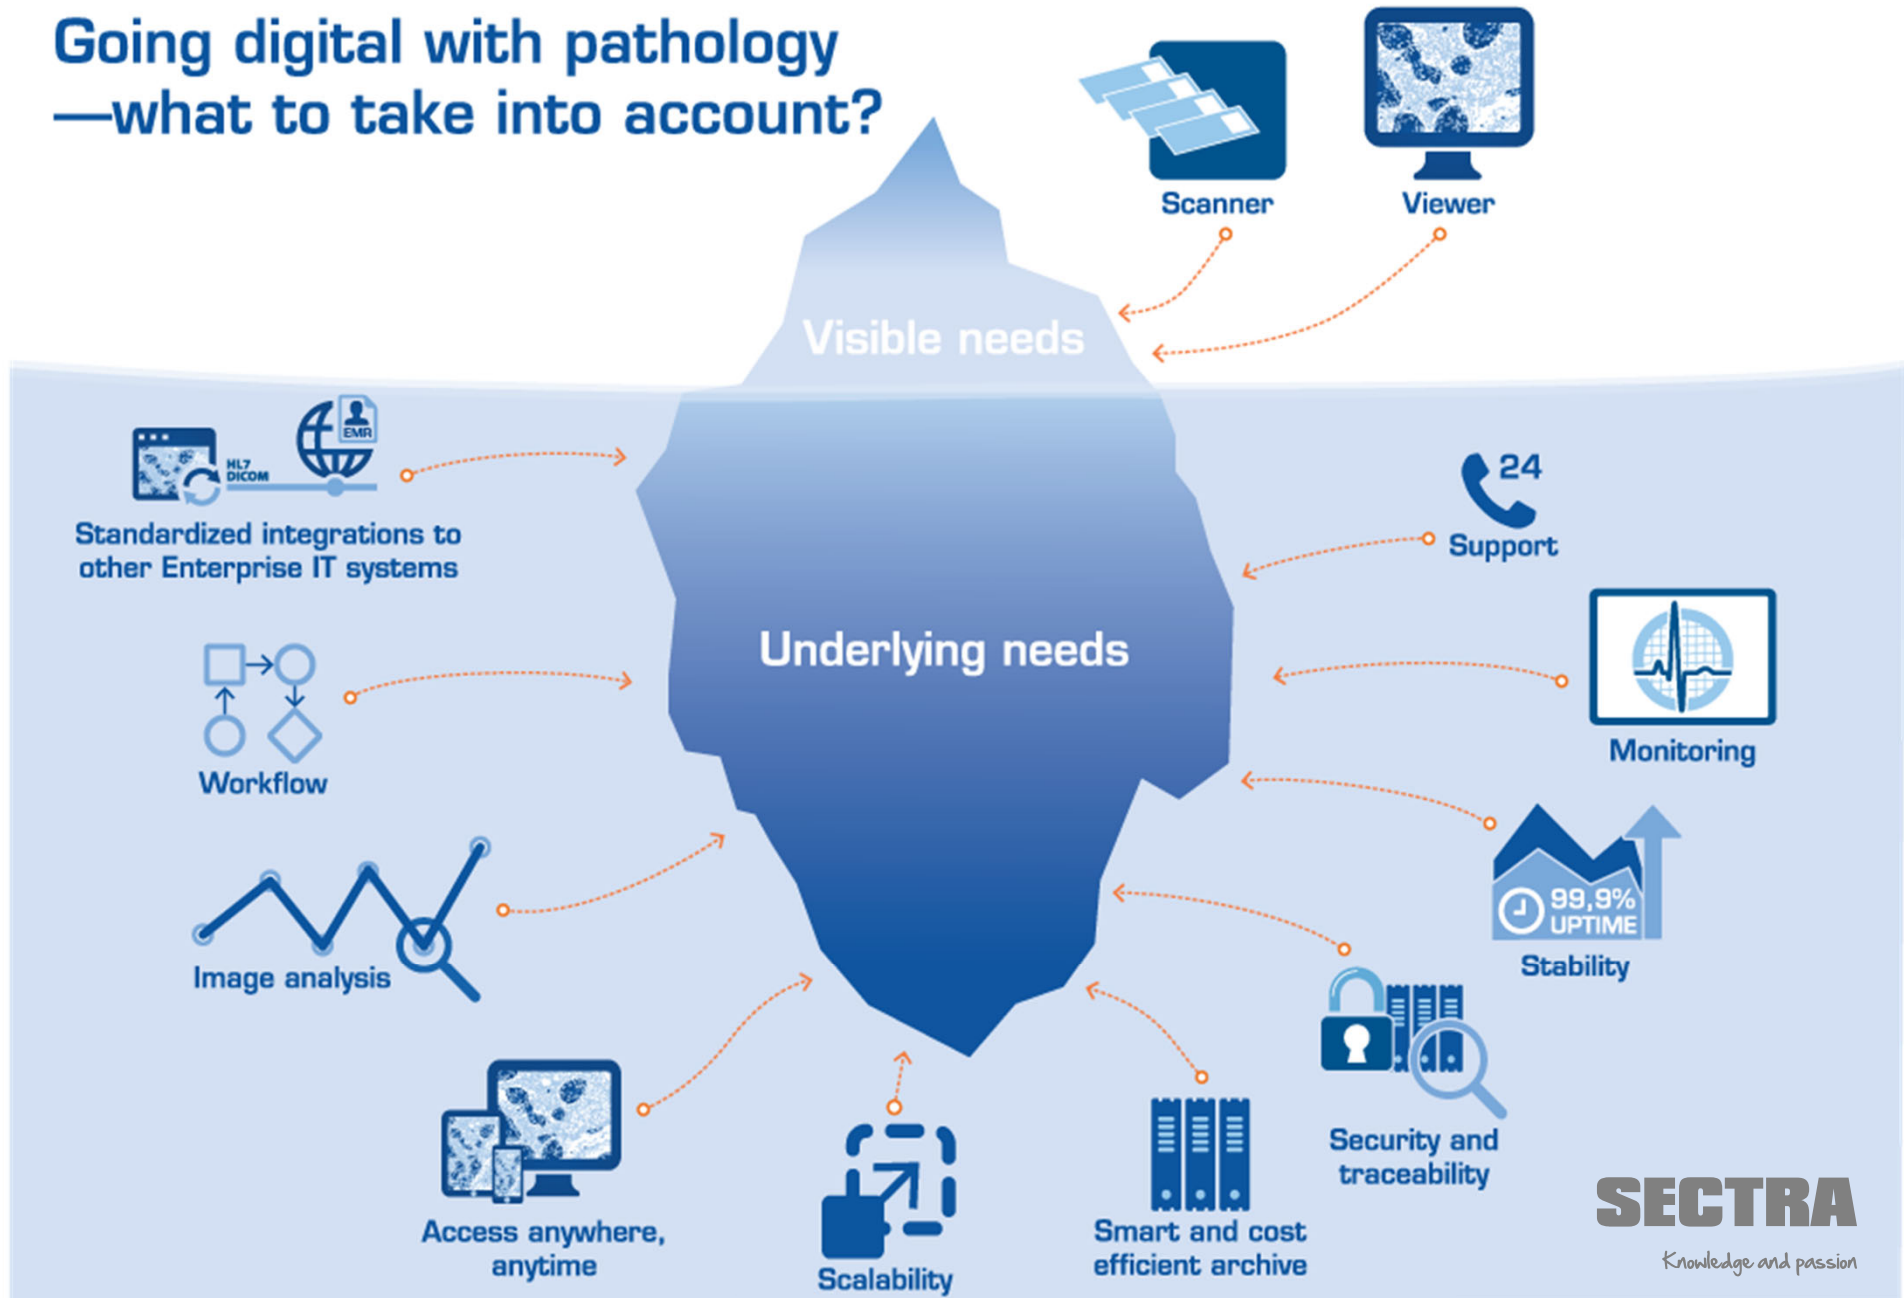 Going digital with pathology
—what to take into account?
Scanner
Viewer
Visible needs
EMR
HL7
DICOM
Standardized integrations to
other Enterprise IT systems
24
Support
Underlying needs
Workflow
Monitoring
99,9%
UPTIME
Stability
Image analysis
Security and
traceability
Access anywhere,
anytime
Scalability
Smart and cost
efficient archive
SECTRA
Knowledge and passion